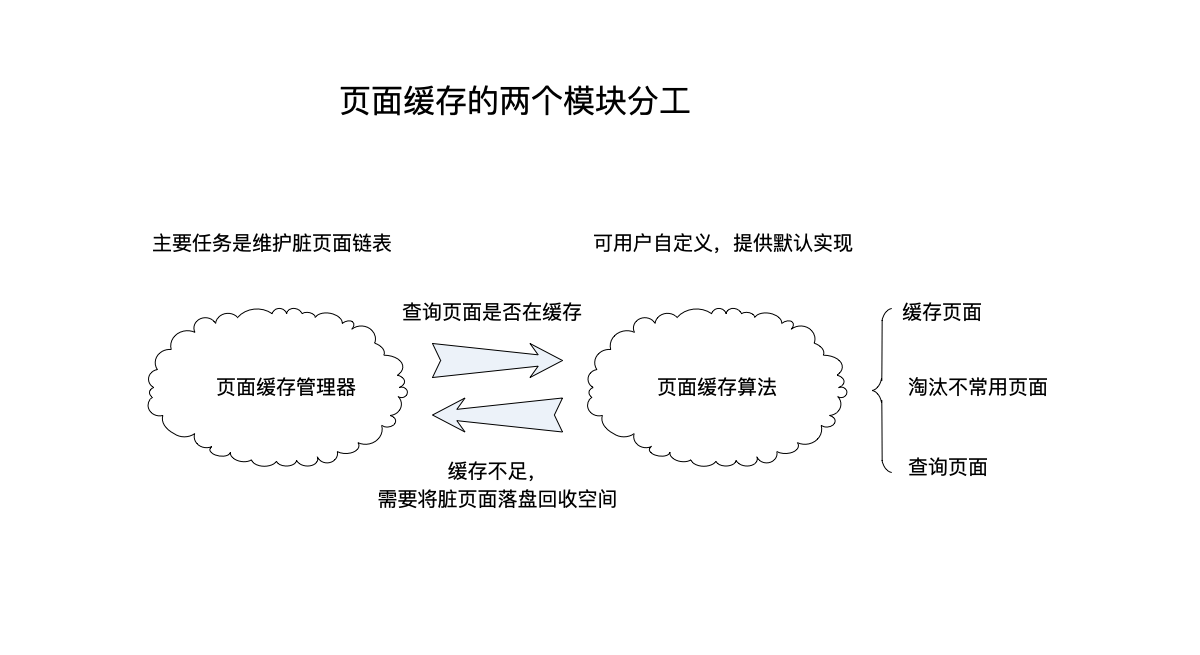 页面缓存的两个模块分工
主要任务是维护脏页面链表
可用户自定义，提供默认实现
查询页面是否在缓存
缓存页面
页面缓存管理器
页面缓存算法
淘汰不常用页面
缓存不足，
需要将脏页面落盘回收空间
查询页面